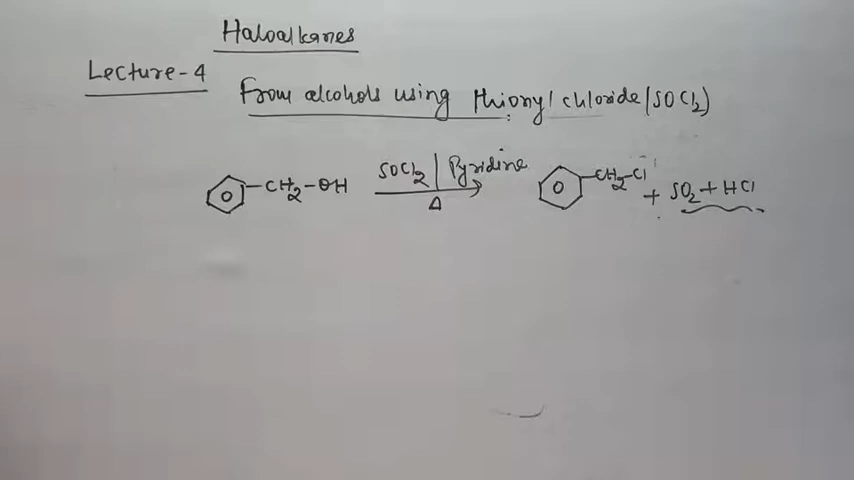 Haloalkanes
Lecture-4
From alcohols using thionyl chloride (SOCl2)
CH2-OH SOCl2 | Pyridine Δ CH2-Cl + SO2 + HCl